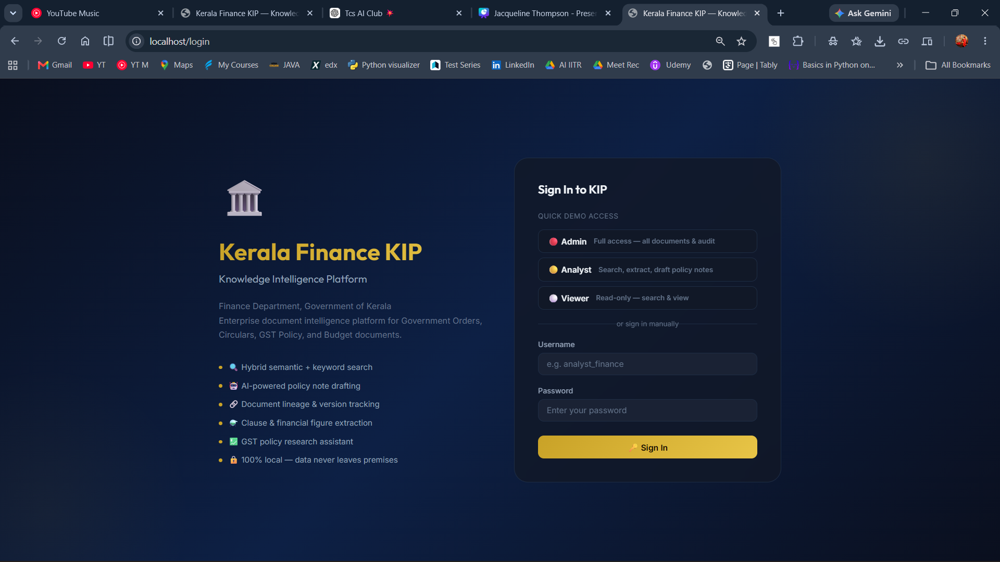 YouTube Music
Kerala Finance KIP — Knowle
Tcs AI Club
Jacqueline Thompson - Prese
Kerala Finance KIP — Knowle
Ask Gemini
localhost/login
Gmail
YT
YT M
Maps
My Courses
JAVA
edx
Python visualizer
Test Series
LinkedIn
AI IITR
Meet Rec
Udemy
Page | Tably
Basics in Python on...
All Bookmarks
Kerala Finance KIP
Knowledge Intelligence Platform
Finance Department, Government of Kerala
Enterprise document intelligence platform for Government Orders,
Circulars, GST Policy, and Budget documents.
Hybrid semantic + keyword search
AI-powered policy note drafting
Document lineage & version tracking
Clause & financial figure extraction
GST policy research assistant
100% local — data never leaves premises
Sign In to KIP
QUICK DEMO ACCESS
Admin Full access — all documents & audit
Analyst Search, extract, draft policy notes
Viewer Read-only — search & view
or sign in manually
Username
e.g. analyst_finance
Password
Enter your password
Sign In